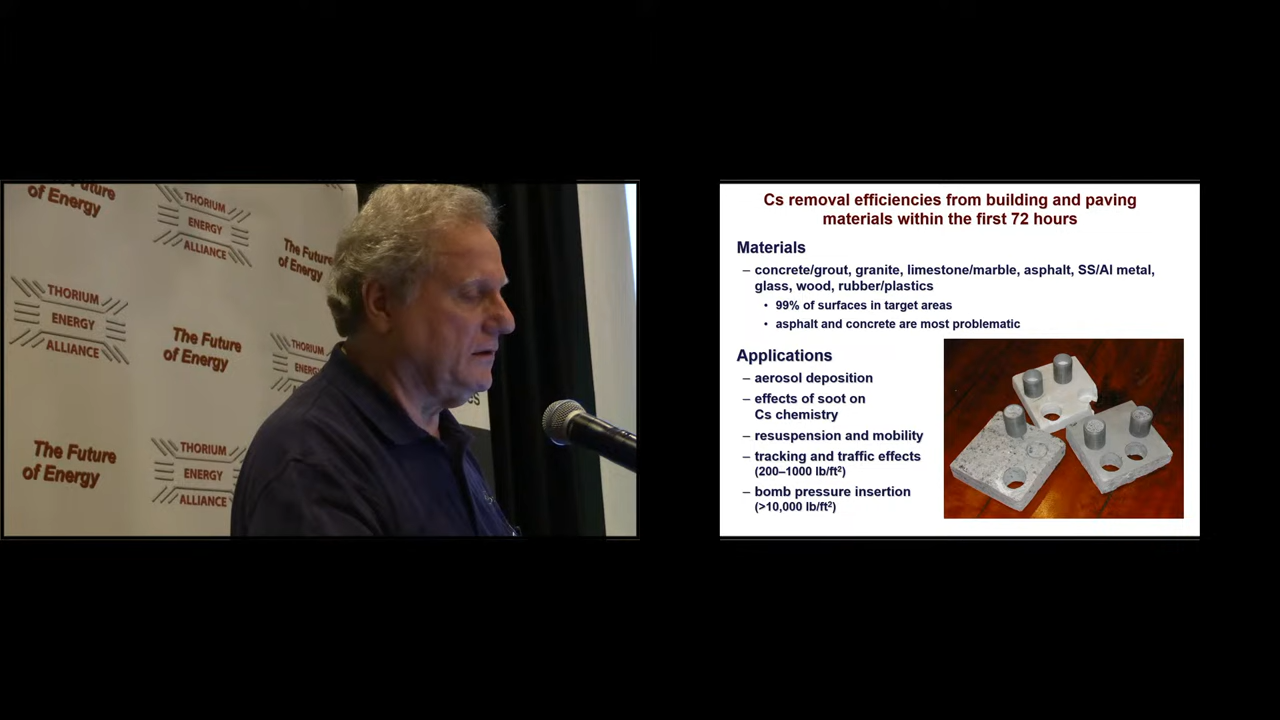 The Future
of Energy
THORIUM
ENERGY
ALLIANCE
The Future
of Energy
THORIUM
ENERGY
ALLIANCE
The Future
of Energy
THORIUM
ENERGY
The Future
of Energy
THORIUM
ENERGY
ALLIANCE
Cs removal efficiencies from building and paving
materials within the first 72 hours
Materials
– concrete/grout, granite, limestone/marble, asphalt, SS/Al metal,
glass, wood, rubber/plastics
• 99% of surfaces in target areas
• asphalt and concrete are most problematic
Applications
– aerosol deposition
– effects of soot on
Cs chemistry
– resuspension and mobility
– tracking and traffic effects
(200–1000 lb/ft²)
– bomb pressure insertion
(>10,000 lb/ft²)